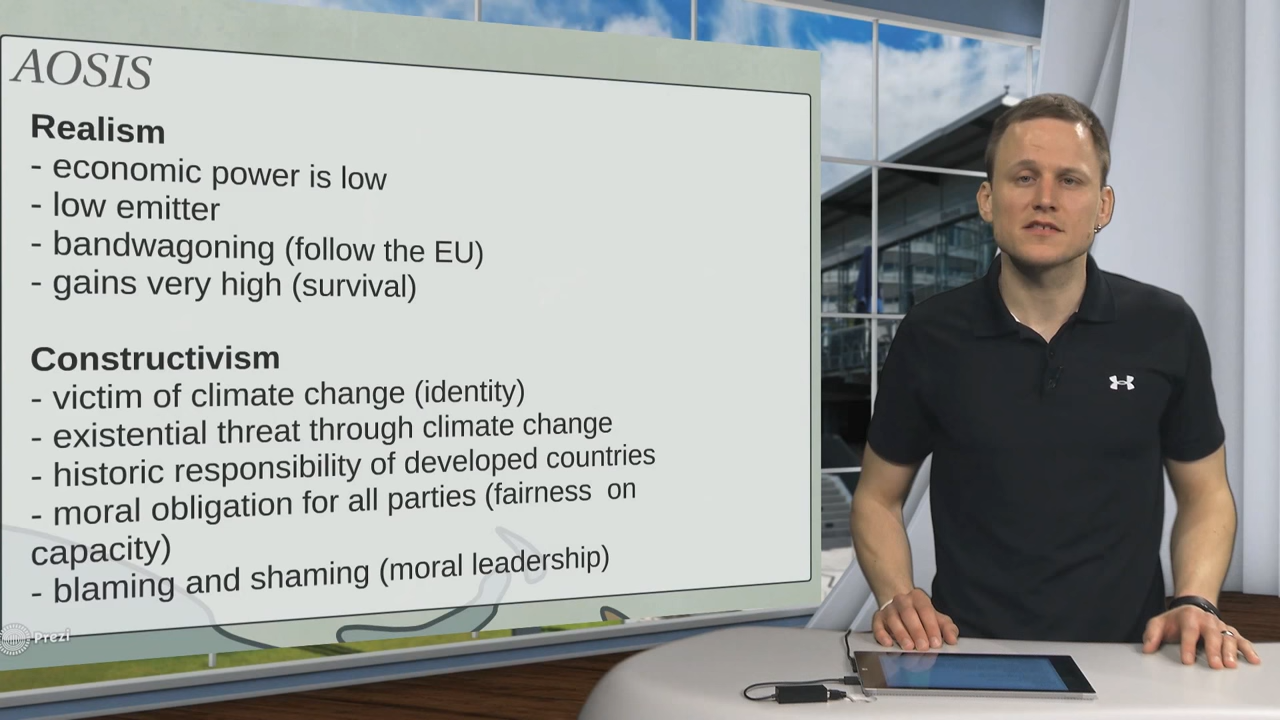 AOSIS
Realism
- economic power is low
- low emitter
- bandwagoning (follow the EU)
- gains very high (survival)
Constructivism
- victim of climate change (identity)
- existential threat through climate change
- historic responsibility of developed countries
- moral obligation for all parties (fairness on
capacity)
- blaming and shaming (moral leadership)
Prezi